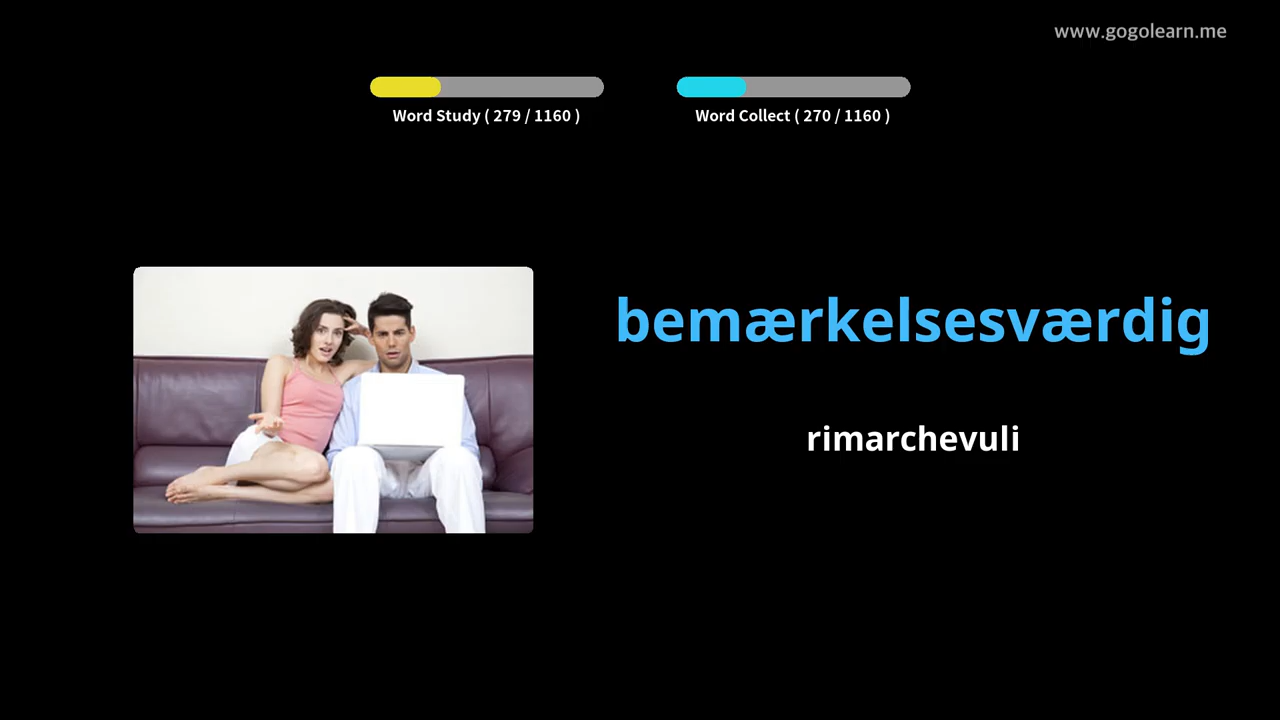 www.gogolearn.me
Word Study ( 279 / 1160 )
Word Collect ( 270 / 1160 )
bemærkelsesværdig
rimarchevuli